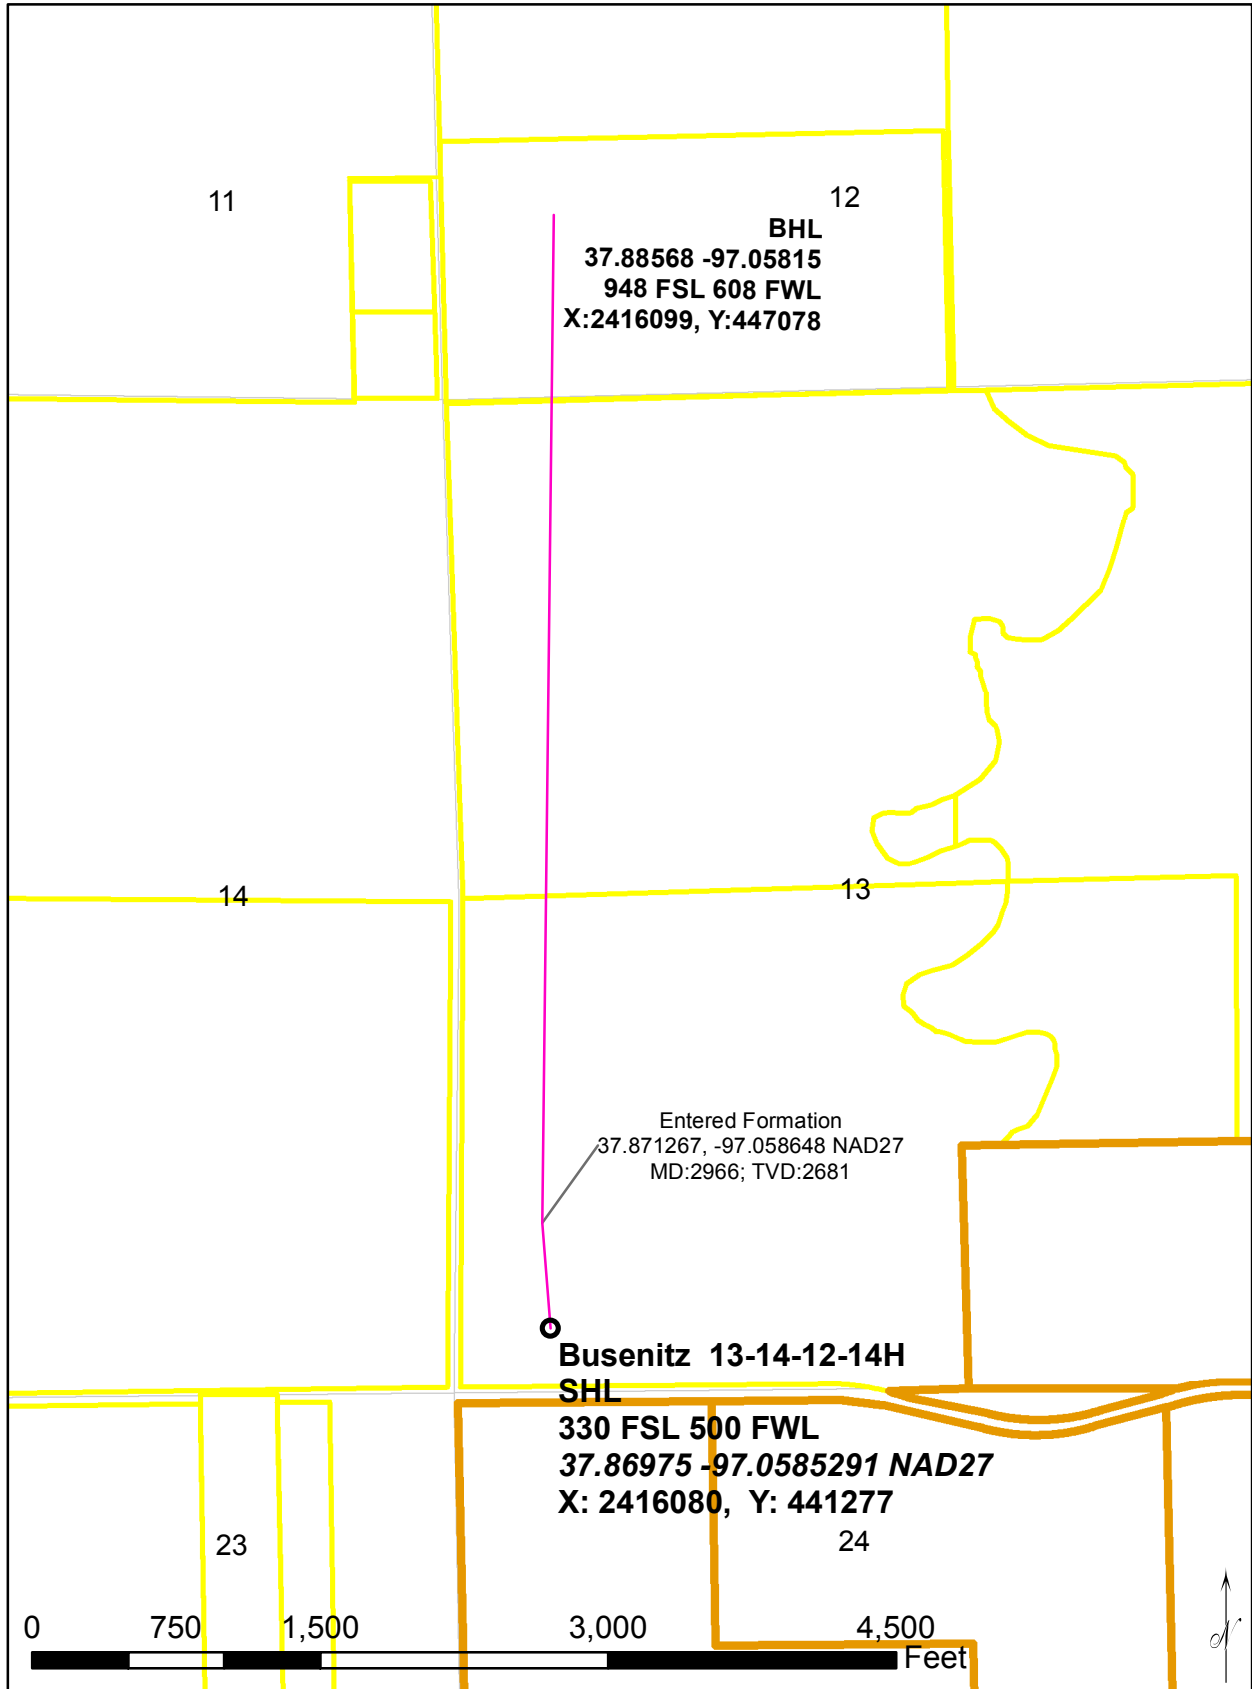 11
12
BHL
37.88568 -97.05815
948 FSL 608 FWL
X:2416099, Y:447078
14
13
Entered Formation
37.871267, -97.058648 NAD27
MD:2966; TVD:2681
Busenitz 13-14-12-14H
SHL
330 FSL 500 FWL
37.86975 -97.0585291 NAD27
X: 2416080, Y: 441277
23
24
0 750 1,500 3,000 4,500
Feet
N